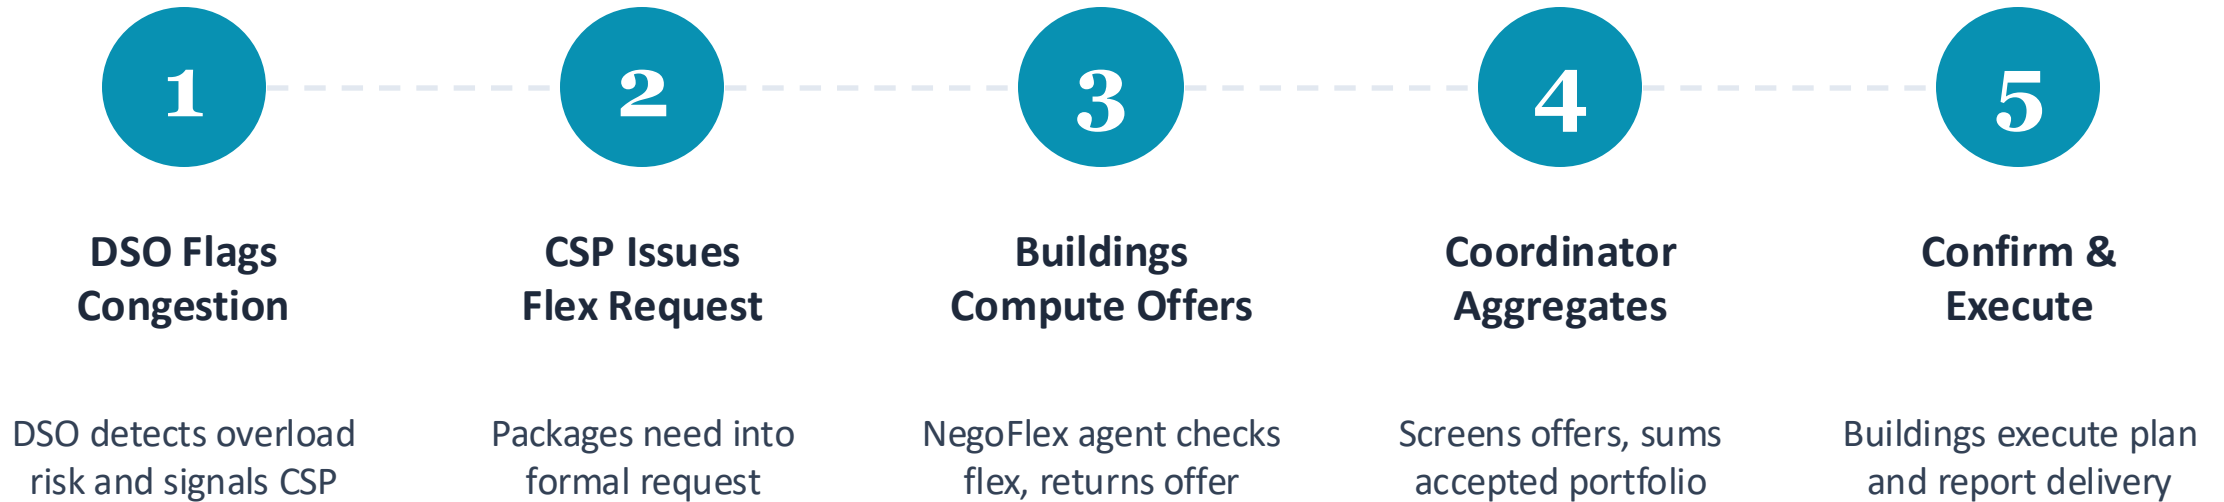 1
2
3
4
5
DSO Flags
Congestion
CSP Issues
Flex Request
Buildings
Compute Offers
Coordinator
Aggregates
Confirm &
Execute
DSO detects overload
risk and signals CSP
Packages need into
formal request
NegoFlex agent checks
flex, returns offer
Screens offers, sums
accepted portfolio
Buildings execute plan
and report delivery